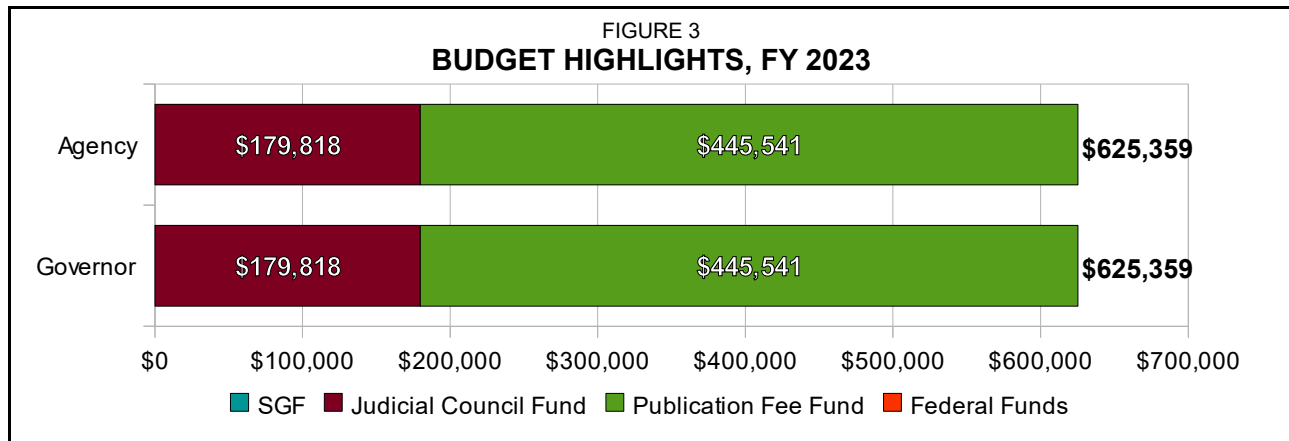 FIGURE 3
BUDGET HIGHLIGHTS, FY 2023
Agency $179,818 $445,541 $625,359
Governor $179,818 $445,541 $625,359
$0 $100,000 $200,000 $300,000 $400,000 $500,000 $600,000 $700,000
SGF Judicial Council Fund Publication Fee Fund Federal Funds